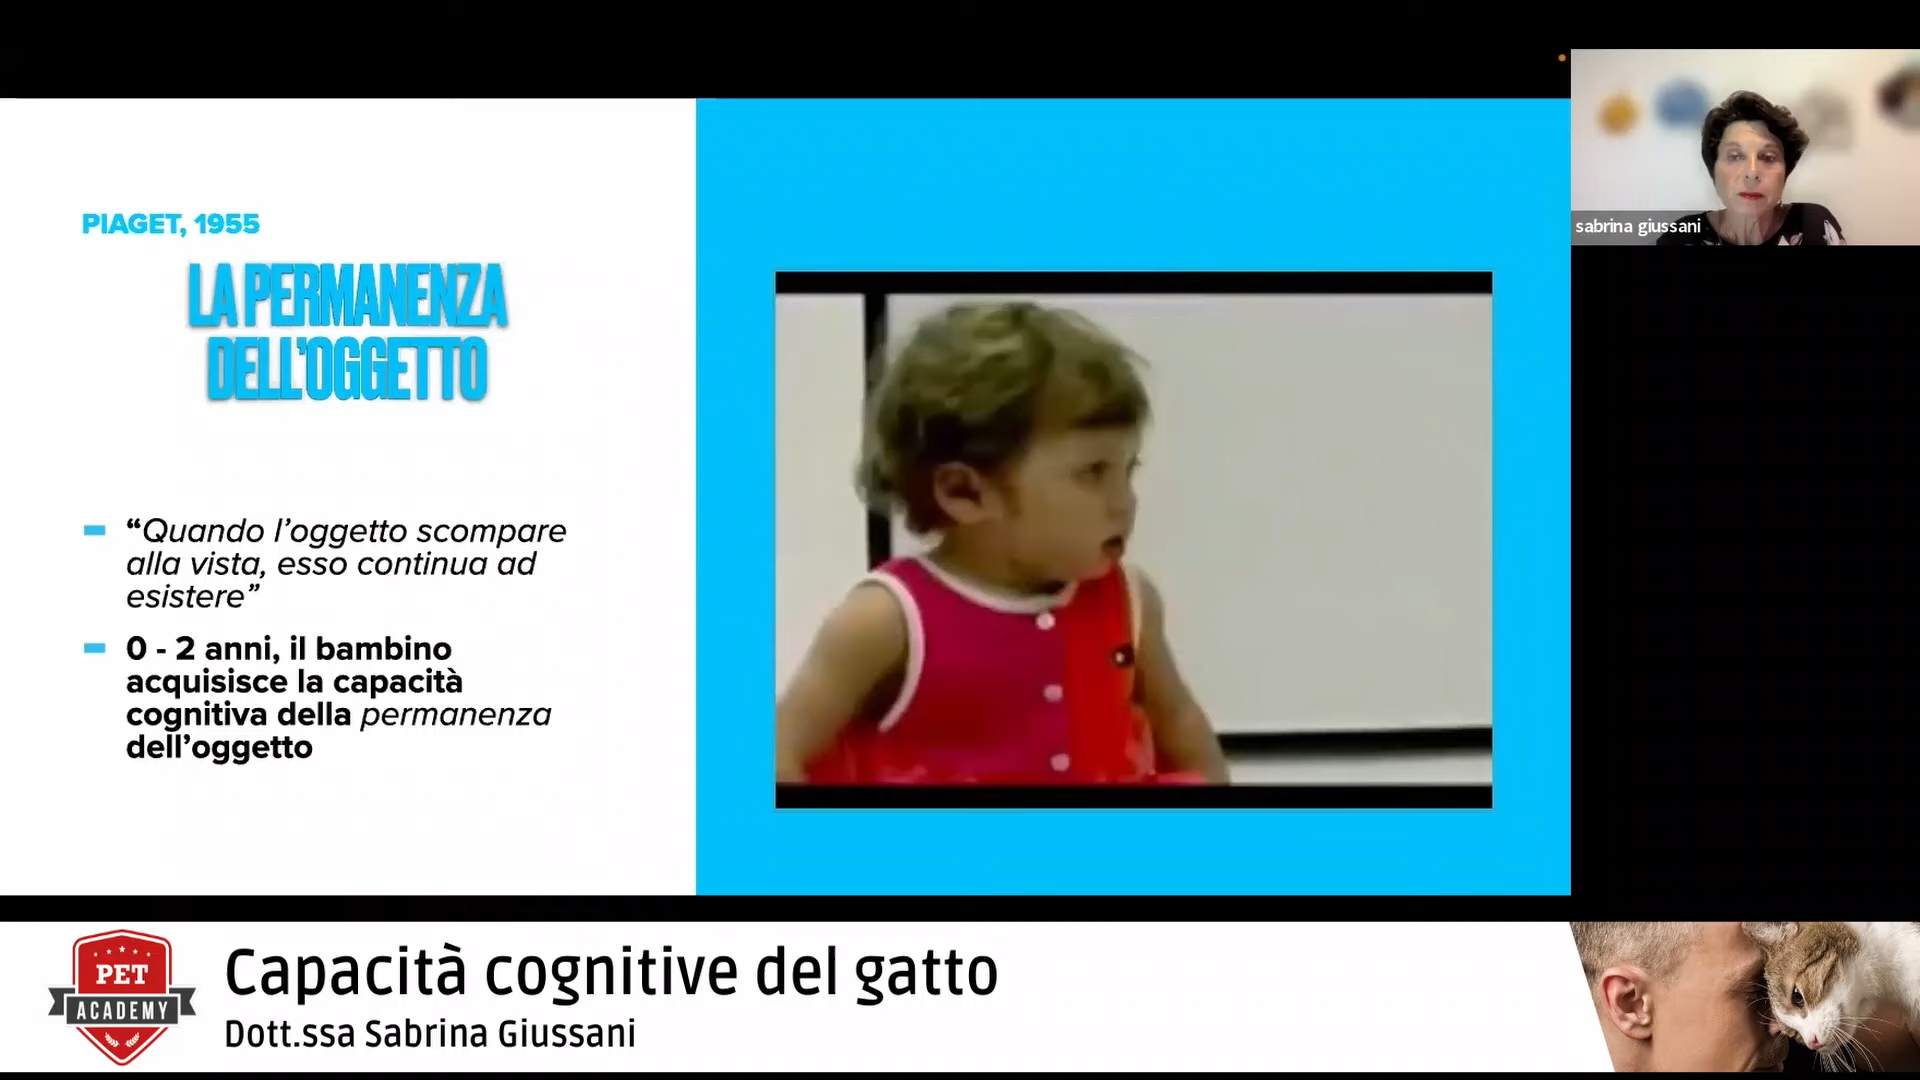 PIAGET, 1955
LA PERMANENZA
DELL'OGGETTO
“Quando l’oggetto scompare
alla vista, esso continua ad
esistere”
0 - 2 anni, il bambino
acquisisce la capacità
cognitiva della permanenza
dell’oggetto
sabrina giussani
PET
ACADEMY
Capacità cognitive del gatto
Dott.ssa Sabrina Giussani